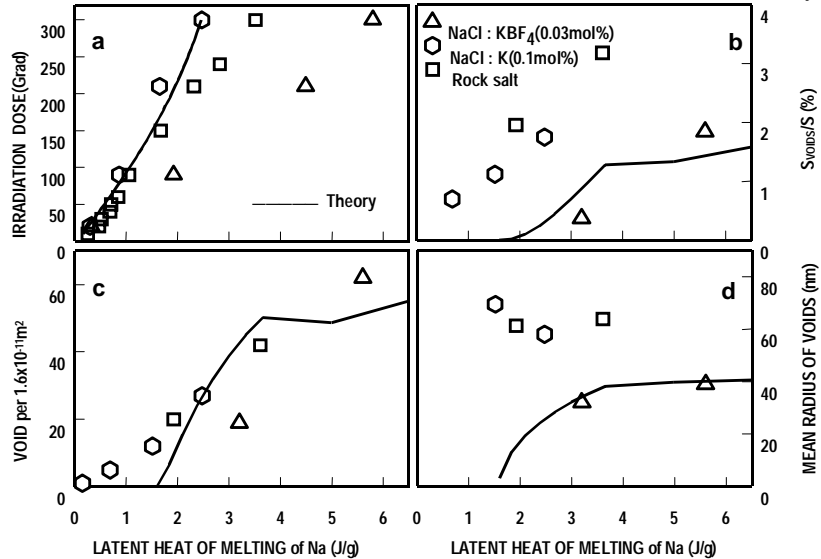 a
300
250
200
150
100
50
0
IRRADIATION DOSE(Grad)
Theory
b
NaCl : KBF4(0.03mol%)
NaCl : K(0.1mol%)
Rock salt
4
3
2
1
0
SVOIDS/S (%)
c
60
40
20
0
VOID per 1.6x10-11m2
0 1 2 3 4 5 6
LATENT HEAT OF MELTING of Na (J/g)
d
80
60
40
20
0
MEAN RADIUS OF VOIDS (nm)
0 1 2 3 4 5 6
LATENT HEAT OF MELTING of Na (J/g)